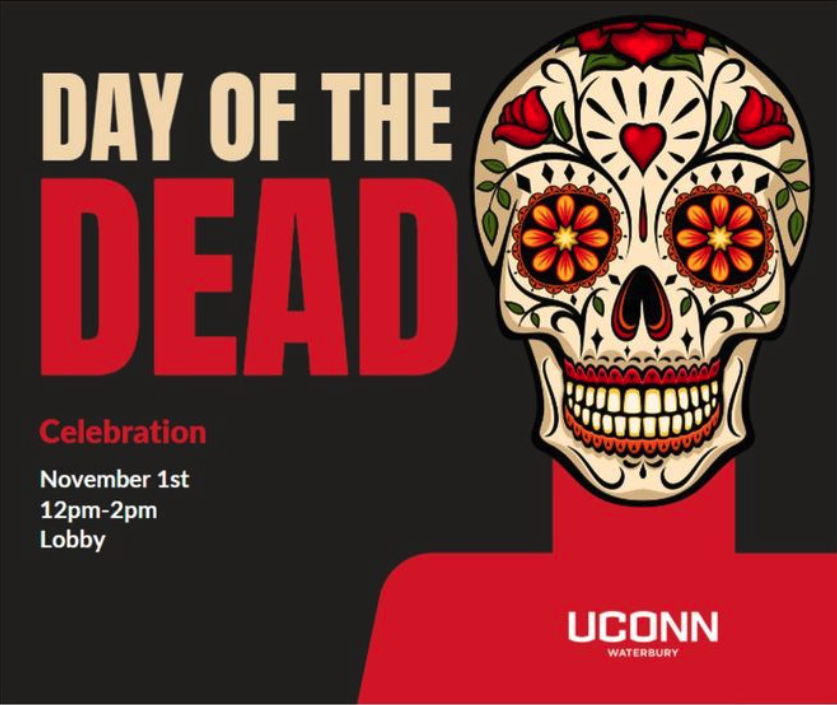 DAY OF THE
DEAD
Celebration
November 1st
12pm-2pm
Lobby
UCONN
WATERBURY